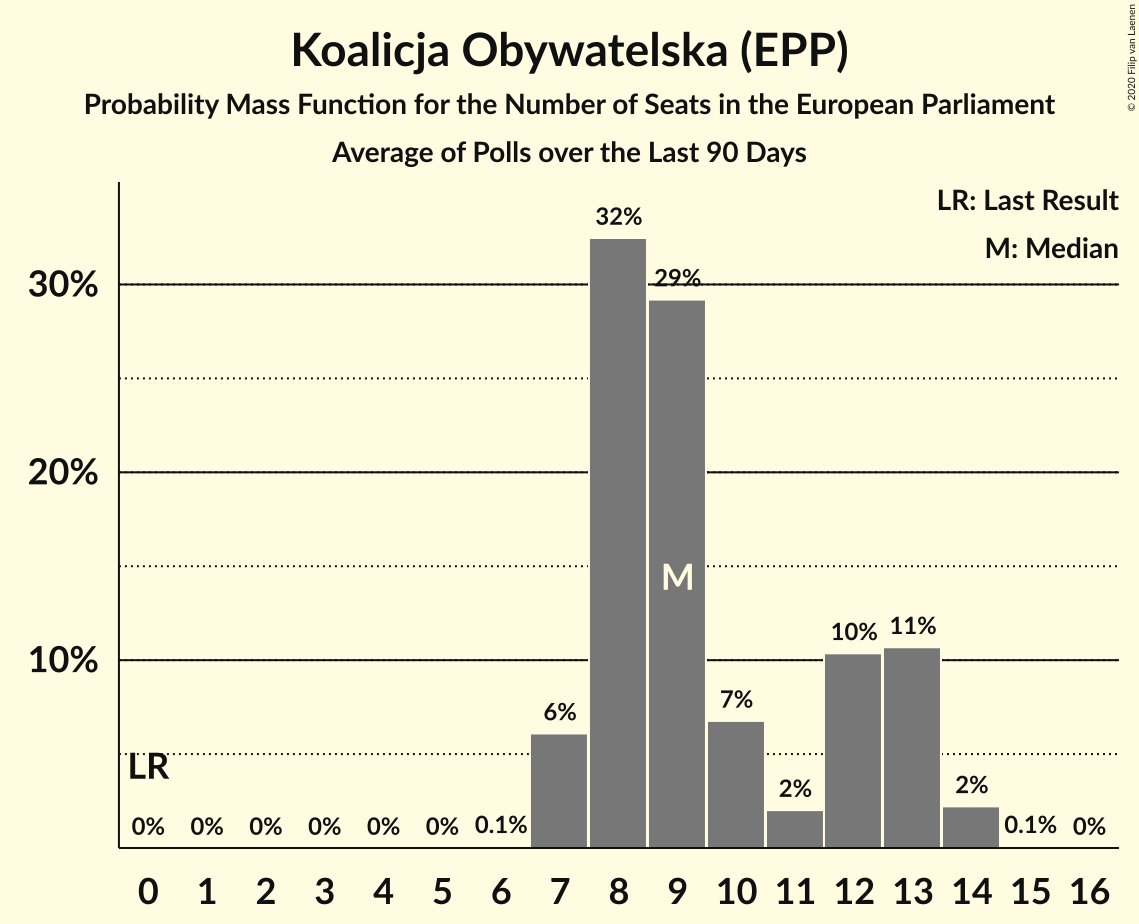 Koalicja Obywatelska (EPP)
Probability Mass Function for the Number of Seats in the European Parliament
Average of Polls over the Last 90 Days
© 2020 Filip van Laenen
LR: Last Result
M: Median
30%
20%
10%
32%
29%
M
10%
11%
7%
6%
LR
2%
2%
0%
0%
0%
0%
0%
0%
0.1%
0.1%
0%
0 1 2 3 4 5 6 7 8 9 10 11 12 13 14 15 16